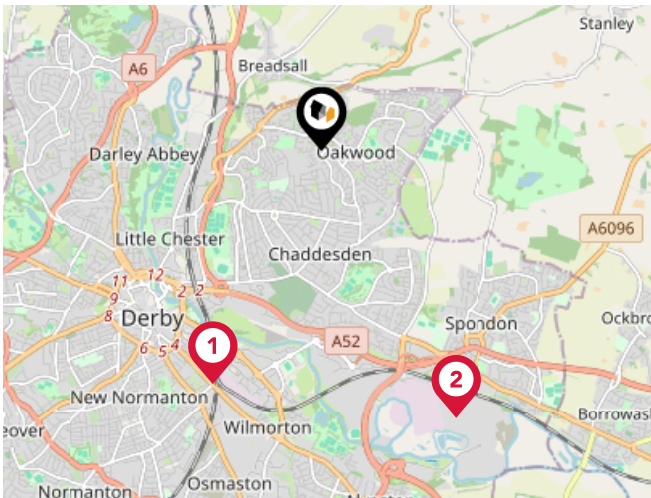 Stanley
A6
Breadsall
Darley Abbey
Oakwood
A6096
Little Chester
Chaddesden
11
12
9
2
2
8
Derby
Spondon
Ockbro
6
5
4
1
A52
2
New Normanton
Wilmorton
Borrowas
eover
Osmaston
Normanton